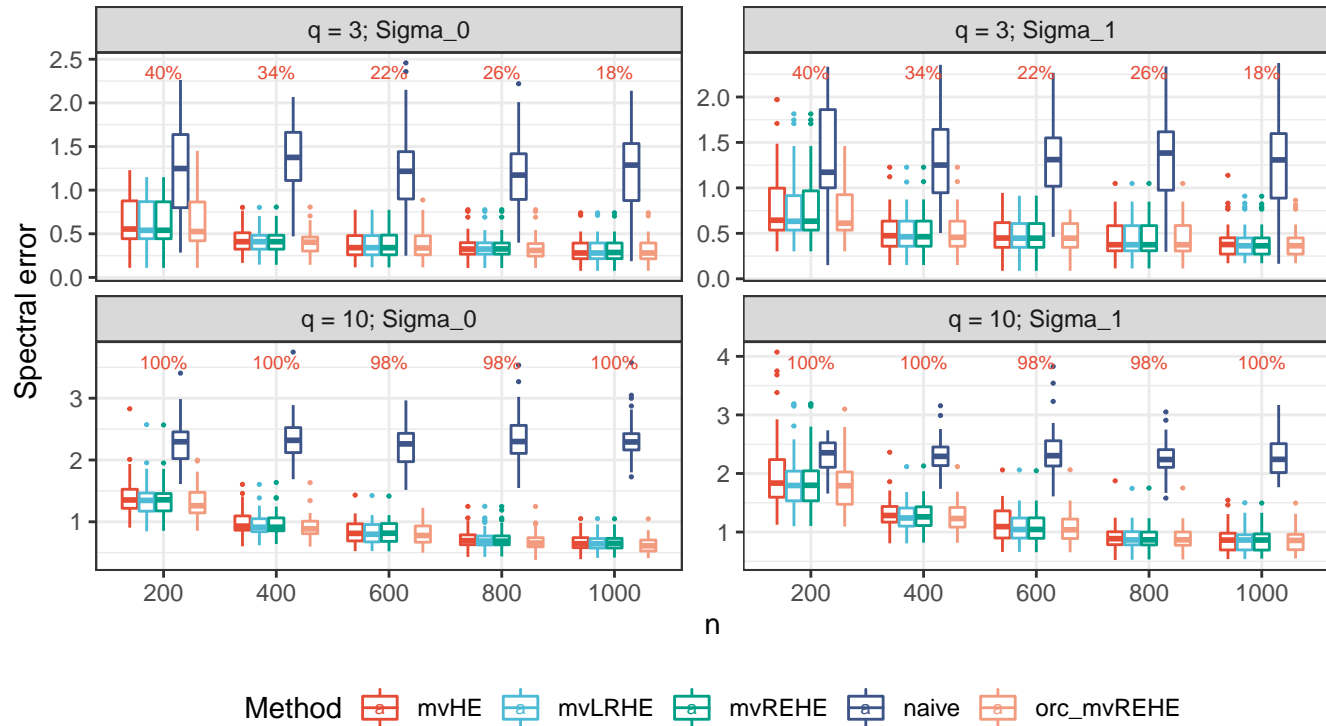 q = 3; Sigma_0
q = 3; Sigma_1
40% 34% 22% 26% 18%
40% 34% 22% 26% 18%
2.5
2.0
1.5
1.0
0.5
0.0
2.0
1.5
1.0
0.5
0.0
Spectral error
q = 10; Sigma_0
q = 10; Sigma_1
100% 100% 98% 98% 100%
100% 100% 98% 98% 100%
3
2
1
4
3
2
1
200 400 600 800 1000
200 400 600 800 1000
n
Method a mvHE a mvLRHE a mvREHE a naive a orc_mvREHE